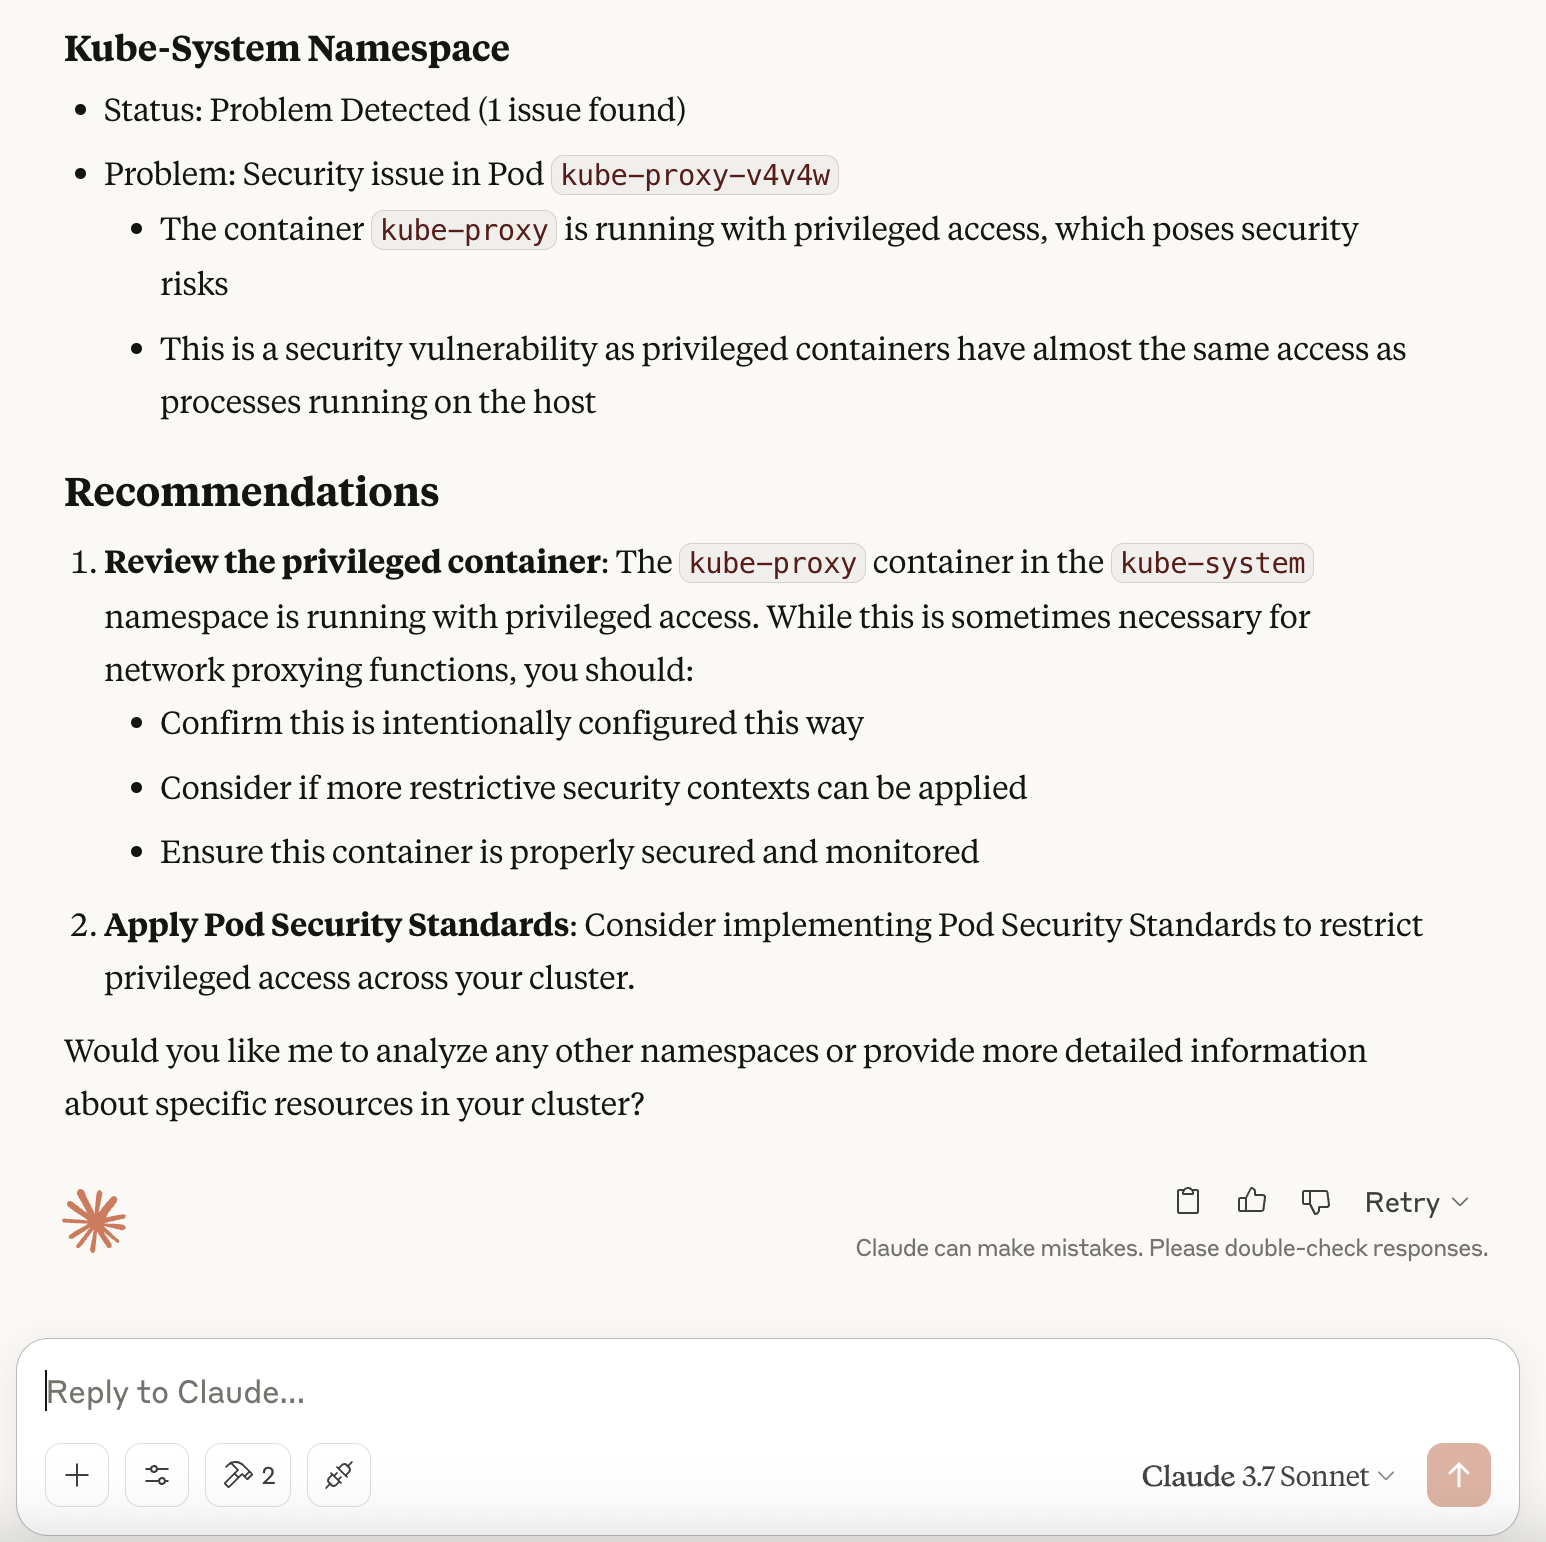 Kube-System Namespace
• Status: Problem Detected (1 issue found)
• Problem: Security issue in Pod kube-proxy-v4v4w
• The container kube-proxy is running with privileged access, which poses security
risks
• This is a security vulnerability as privileged containers have almost the same access as
processes running on the host
Recommendations
1. Review the privileged container: The kube-proxy container in the kube-system
namespace is running with privileged access. While this is sometimes necessary for
network proxying functions, you should:
• Confirm this is intentionally configured this way
• Consider if more restrictive security contexts can be applied
• Ensure this container is properly secured and monitored
2. Apply Pod Security Standards: Consider implementing Pod Security Standards to restrict
privileged access across your cluster.
Would you like me to analyze any other namespaces or provide more detailed information
about specific resources in your cluster?
Retry
Claude can make mistakes. Please double-check responses.
Reply to Claude...
2
Claude 3.7 Sonnet